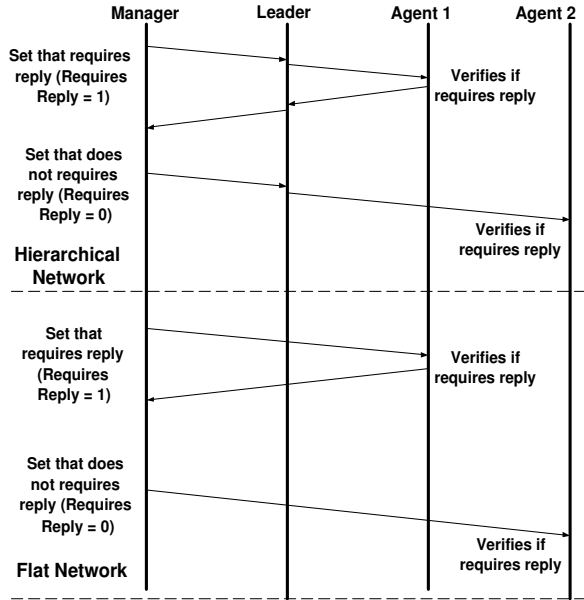 Manager Leader Agent 1 Agent 2
Set that requires
reply (Requires
Reply = 1)
Verifies if
requires reply
Set that does
not requires
reply (Requires
Reply = 0)
Verifies if
requires reply
Hierarchical
Network
Set that
requires reply
(Requires
Reply = 1)
Verifies if
requires reply
Set that does
not requires
reply (Requires
Reply = 0)
Verifies if
requires reply
Flat Network